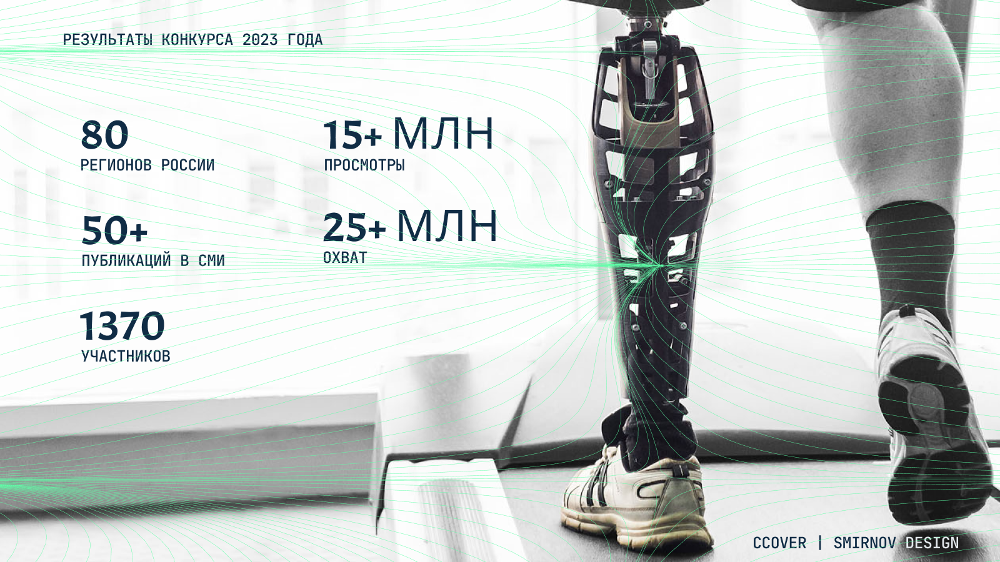 РЕЗУЛЬТАТЫ КОНКУРСА 2023 ГОДА
80
РЕГИОНОВ РОССИИ
50+
ПУБЛИКАЦИЙ В СМИ
1370
УЧАСТНИКОВ
15+ МЛН
ПРОСМОТРЫ
25+ МЛН
ОХВАТ
CCOVER | SMIRNOV DESIGN